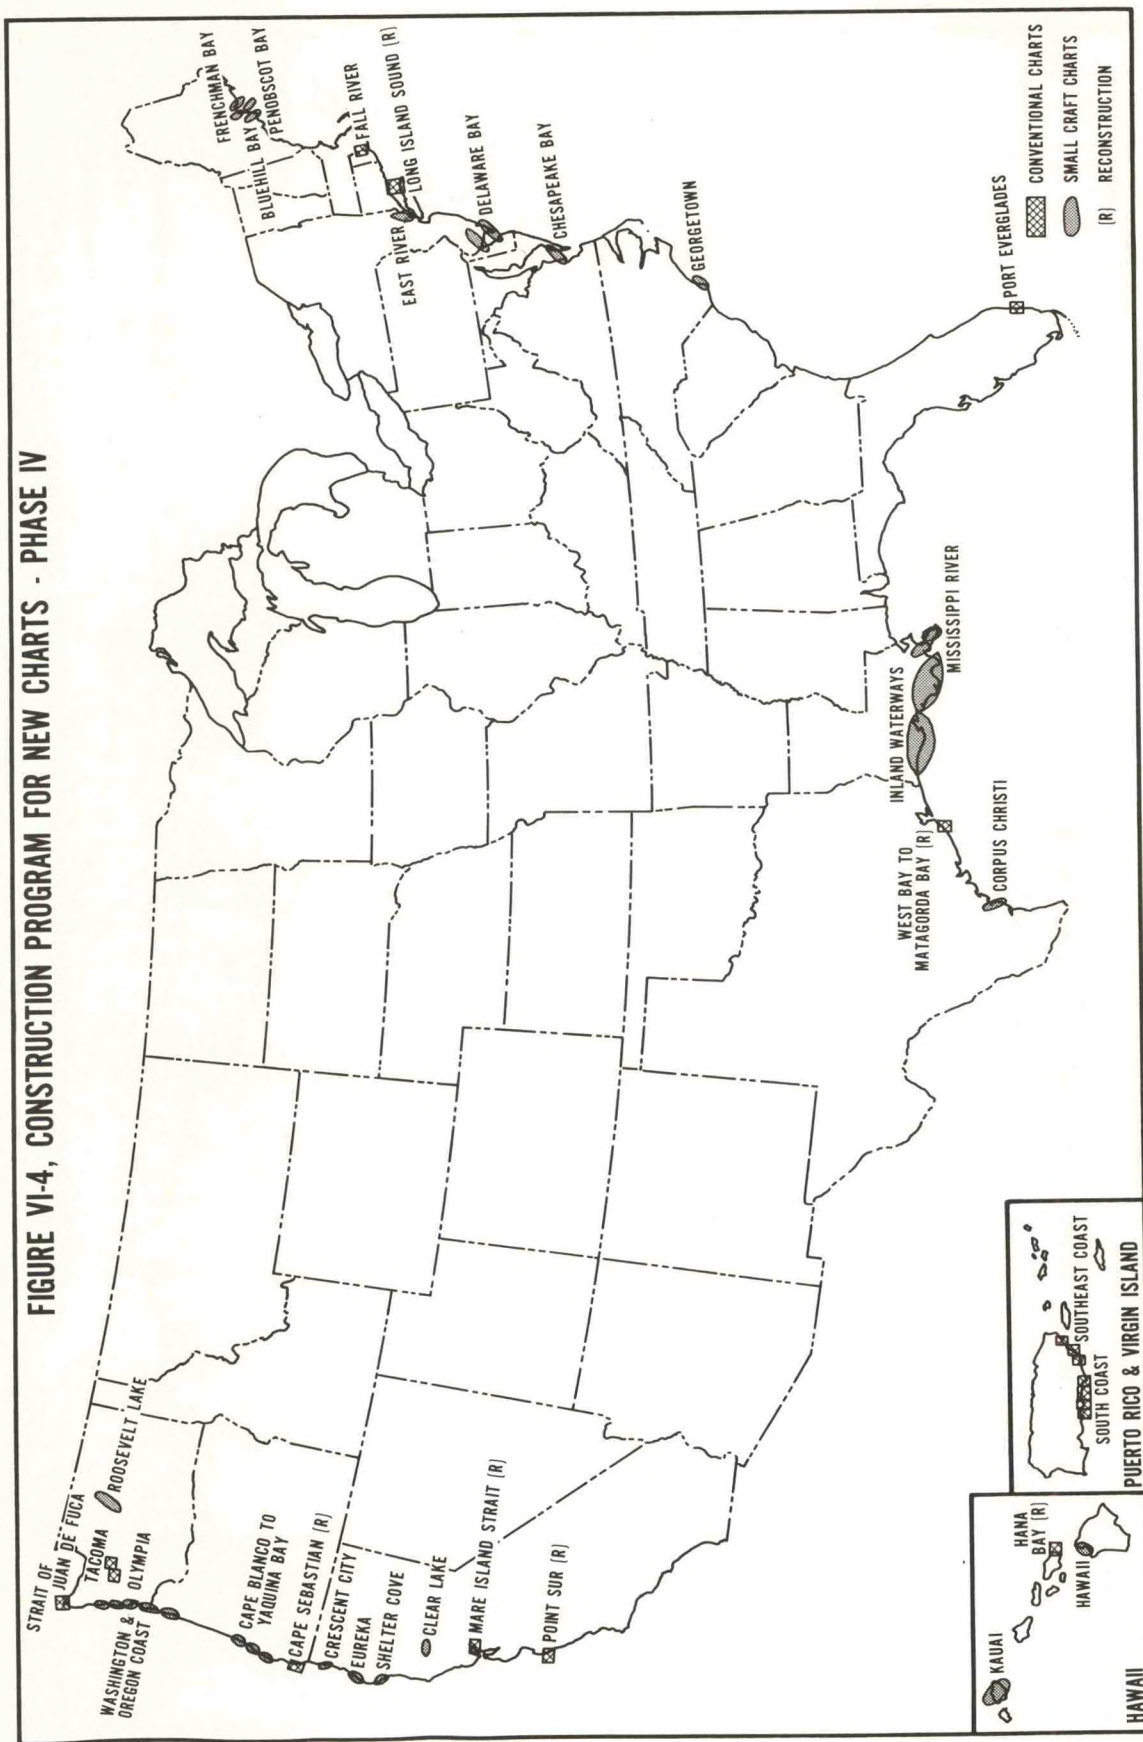 FIGURE VI-4, CONSTRUCTION PROGRAM FOR NEW CHARTS - PHASE IV
STRAIT OF
JUAN DE FUCA
TACOMA
OLYMPIA
ROOSEVELT LAKE
WASHINGTON &
OREGON COAST
CAPE BLANCO TO
YAQUINA BAY
CAPE SEBASTIAN (R)
CRESCENT CITY
EUREKA
SHELTER COVE
CLEAR LAKE
MARE ISLAND STRAIT (R)
POINT SUR (R)
FRENCHMAN BAY
BLUEHILL BAY
PENOBSCOT BAY
FALL RIVER
LONG ISLAND SOUND (R)
EAST RIVER
DELAWARE BAY
CHESAPEAKE BAY
GEORGETOWN
PORT EVERGLADES
INLAND WATERWAYS
MISSISSIPPI RIVER
WEST BAY TO
MATAGORDA BAY (R)
CORPUS CHRISTI
CONVENTIONAL CHARTS
SMALL CRAFT CHARTS
(R) RECONSTRUCTION
KAUAI
HANA
BAY (R)
HAWAII
HAWAII
SOUTH COAST
SOUTHEAST COAST
PUERTO RICO & VIRGIN ISLAND